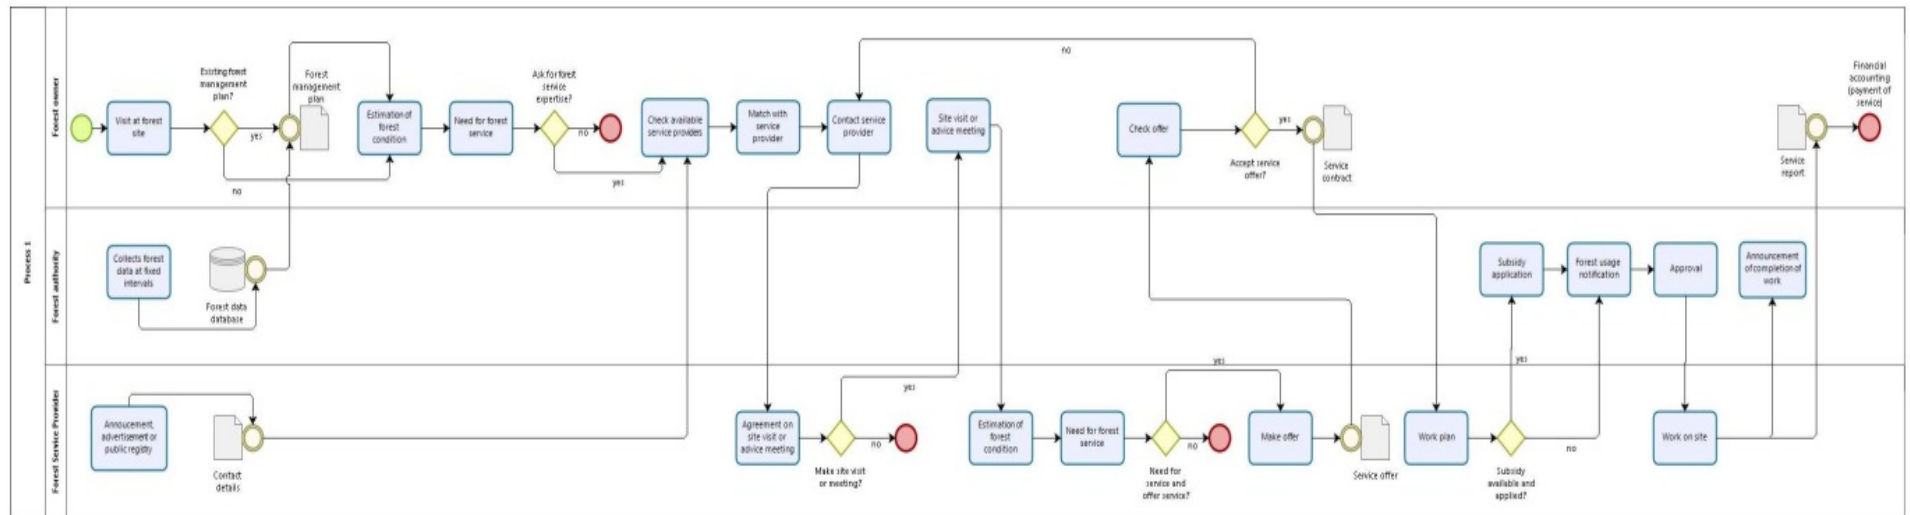 Process 1
Forest owner
Visit at forest
site
Existing forest
management
plan?
yes
no
Forest
management
plan
Estimation of
forest
condition
Need for forest
service
Ask for forest
service
expertise?
no
yes
Check available
service providers
Match with
service
provider
Contact service
provider
Site visit or
advice meeting
no
Check offer
yes
Accept service
offer?
Service
contract
Service
report
Financial
accounting
(payment of
service)
Forest authority
Collects forest
data at fixed
intervals
Forest data
database
Subsidy
application
Forest usage
notification
Approval
Announcement
of completion of
work
Forest Service Provider
Annoucement,
advertisement or
public registry
Contact
details
Agreement on
site visit or
advice meeting
yes
no
Make site visit
or meeting?
Estimation of
forest
condition
Need for forest
service
yes
no
Need for
service and
offer service?
Make offer
Service offer
Work plan
yes
no
Subsidy
available and
applied?
Work on site